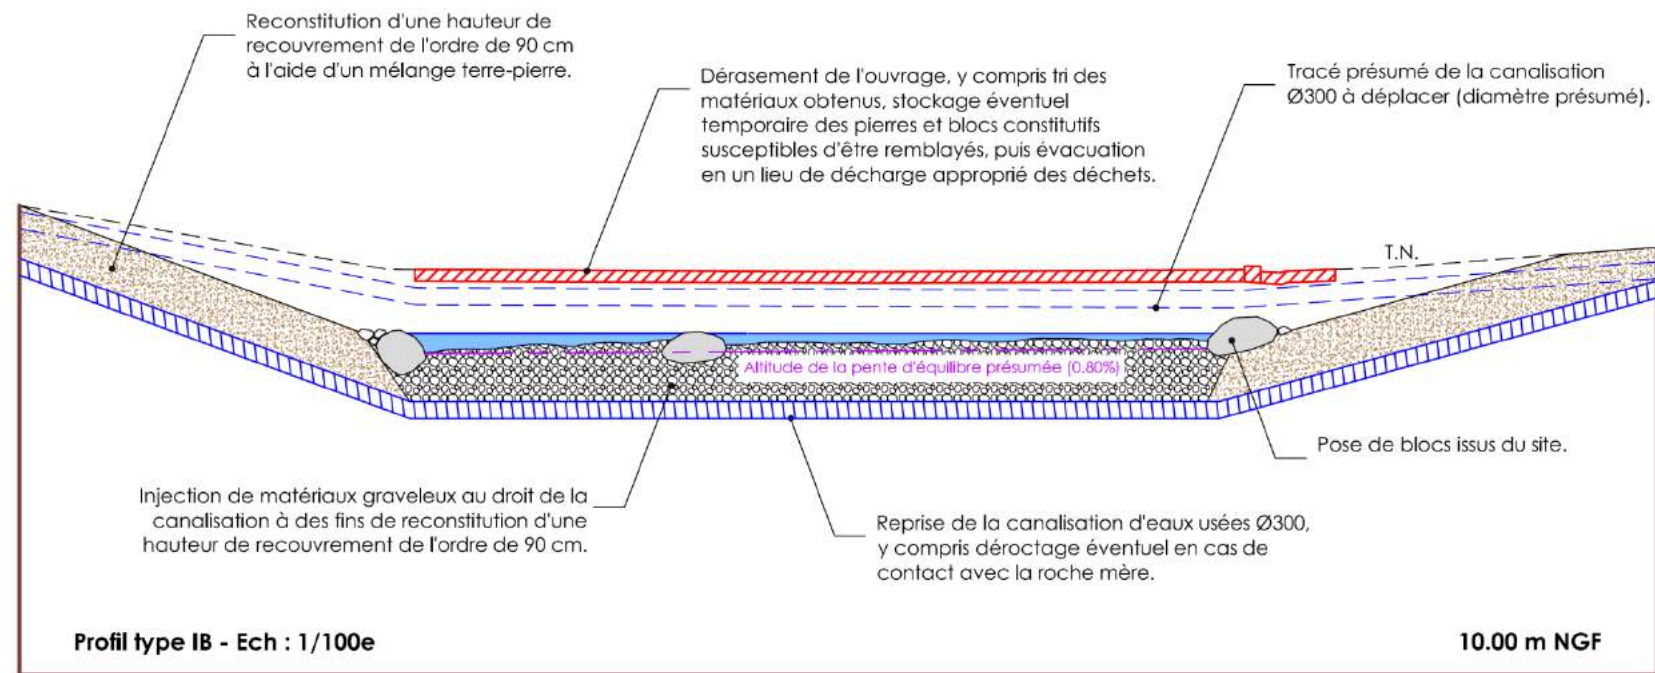 Reconstitution d'une hauteur de
recouvrement de l'ordre de 90 cm
à l'aide d'un mélange terre-pierre.
Dérasement de l'ouvrage, y compris tri des
matériaux obtenus, stockage éventuel
temporaire des pierres et blocs constitutifs
susceptibles d'être remblayés, puis évacuation
en un lieu de décharge approprié des déchets.
Tracé présumé de la canalisation
Ø300 à déplacer (diamètre présumé).
T.N.
Altitude de la pente d'équilibre présumée (0.80%)
Pose de blocs issus du site.
Injection de matériaux graveleux au droit de la
canalisation à des fins de reconstitution d'une
hauteur de recouvrement de l'ordre de 90 cm.
Reprise de la canalisation d'eaux usées Ø300,
y compris déroctage éventuel en cas de
contact avec la roche mère.
Profil type IB - Ech : 1/100e
10.00 m NGF